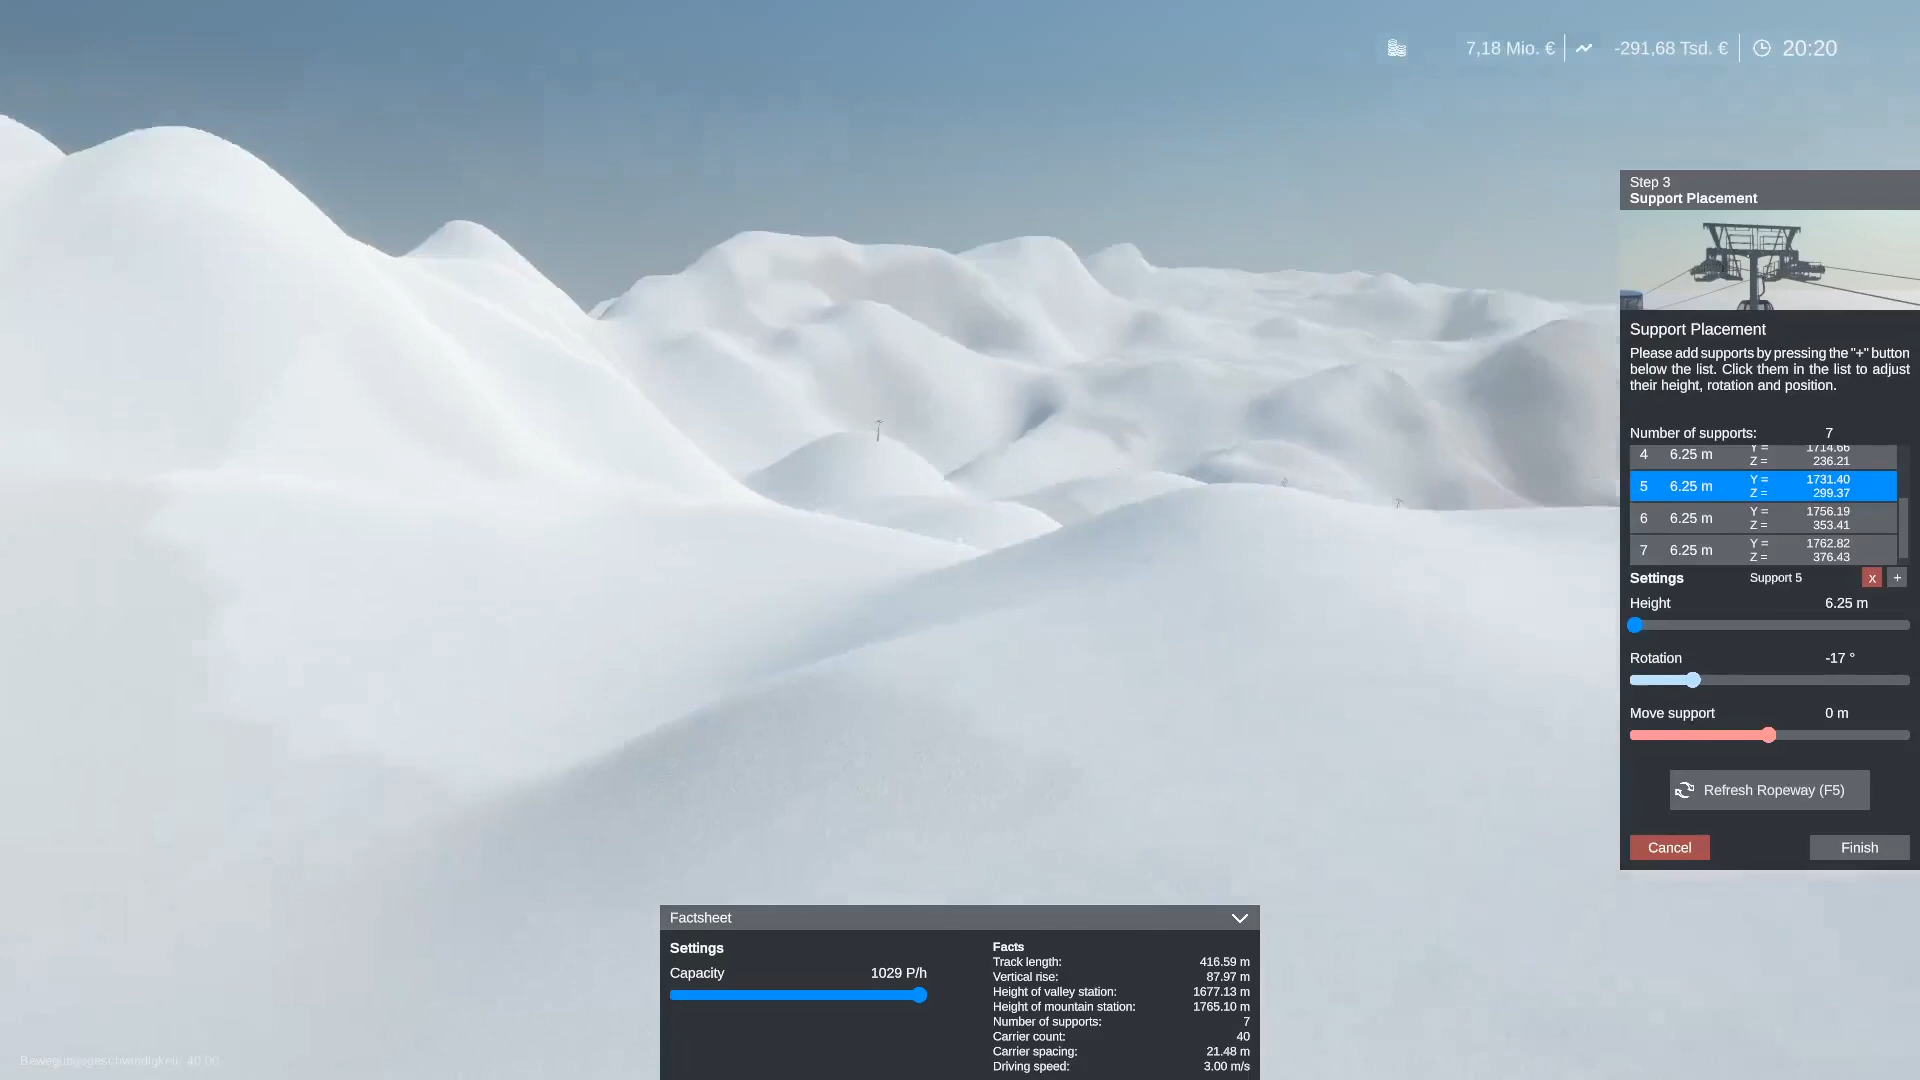 7,18 Mio. €
-291,68 Tsd. €
20:20
Step 3
Support Placement
Support Placement
Please add supports by pressing the "+" button
below the list. Click them in the list to adjust
their height, rotation and position.
Number of supports: 7
4 6.25 m Y = 1714.66
Z = 236.21
5 6.25 m Y = 1731.40
Z = 299.37
6 6.25 m Y = 1756.19
Z = 353.41
7 6.25 m Y = 1762.82
Z = 376.43
Settings Support 5 x +
Height 6.25 m
Rotation -17 °
Move support 0 m
Refresh Ropeway (F5)
Cancel Finish
Factsheet
Settings
Capacity 1029 P/h
Facts
Track length: 416.59 m
Vertical rise: 87.97 m
Height of valley station: 1677.13 m
Height of mountain station: 1765.10 m
Number of supports: 7
Carrier count: 40
Carrier spacing: 21.48 m
Driving speed: 3.00 m/s
Bewegungsgeschwindigkeit: 40.00